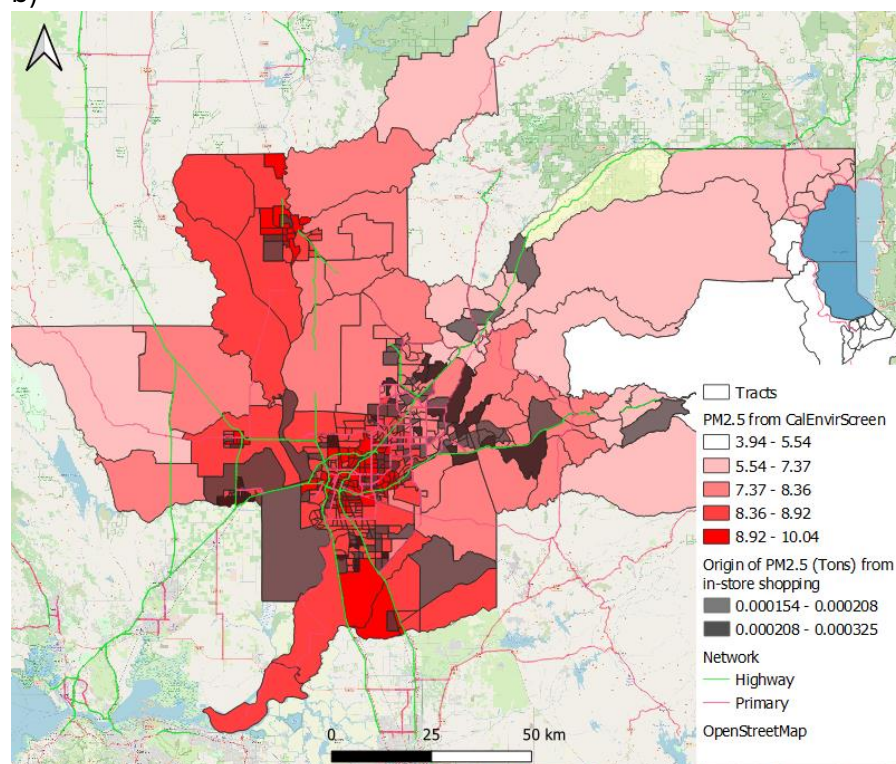 b)
Tracts
PM2.5 from CalEnvirScreen
3.94 - 5.54
5.54 - 7.37
7.37 - 8.36
8.36 - 8.92
8.92 - 10.04
Origin of PM2.5 (Tons) from
in-store shopping
0.000154 - 0.000208
0.000208 - 0.000325
Network
Highway
Primary
OpenStreetMap
0 25 50 km